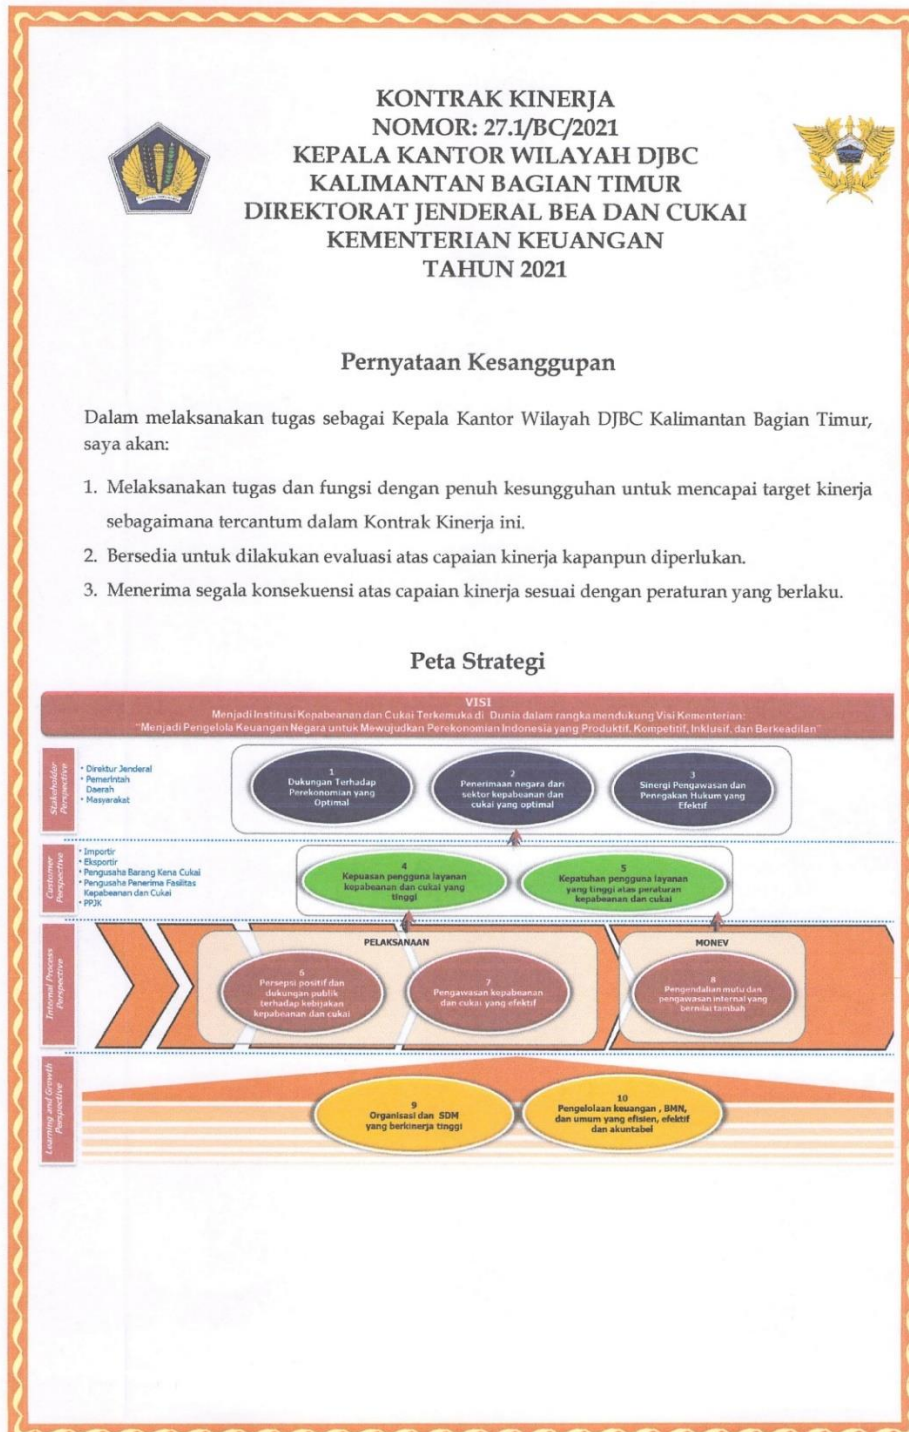 KONTRAK KINERJA
NOMOR: 27.1/BC/2021
KEPALA KANTOR WILAYAH DJBC
KALIMANTAN BAGIAN TIMUR
DIREKTORAT JENDERAL BEA DAN CUKAI
KEMENTERIAN KEUANGAN
TAHUN 2021
Pernyataan Kesanggupan
Dalam melaksanakan tugas sebagai Kepala Kantor Wilayah DJBC Kalimantan Bagian Timur,
saya akan:
1. Melaksanakan tugas dan fungsi dengan penuh kesungguhan untuk mencapai target kinerja
sebagaimana tercantum dalam Kontrak Kinerja ini.
2. Bersedia untuk dilakukan evaluasi atas capaian kinerja kapanpun diperlukan.
3. Menerima segala konsekuensi atas capaian kinerja sesuai dengan peraturan yang berlaku.
Peta Strategi
VISI
Menjadi Institusi Kepabeanan dan Cukai Terkemuka di Dunia dalam rangka mendukung Visi Kementerian:
"Menjadi Pengelola Keuangan Negara untuk Mewujudkan Perekonomian Indonesia yang Produktif, Kompetitif, Inklusif, dan Berkeadilan"
Stakeholder
Perspective
• Direktur Jenderal
• Pemerintah
Daerah
• Masyarakat
1
Dukungan Terhadap
Perekonomian yang
Optimal
2
Penerimaan negara dari
sektor kepabeanan dan
cukai yang optimal
3
Sinergi Pengawasan dan
Penegakan Hukum yang
Efektif
Customer
Perspective
• Importir
• Eksportir
• Pengusaha Barang Kena Cukai
• Pengusaha Penerima Fasilitas
Kepabeanan dan Cukai
• PPJK
4
Kepuasan pengguna layanan
kepabeanan dan cukai yang
tinggi
5
Kepatuhan pengguna layanan
yang tinggi atas peraturan
kepabeanan dan cukai
Internal Process
Perspective
PELAKSANAAN
6
Persepsi positif dan
dukungan publik
terhadap kebijakan
kepabeanan dan cukai
7
Pengawasan kepabeanan
dan cukai yang efektif
MONEV
8
Pengendalian mutu dan
pengawasan internal yang
bernilai tambah
Learning and Growth
Perspective
9
Organisasi dan SDM
yang berkinerja tinggi
10
Pengelolaan keuangan , BMN,
dan umum yang efisien, efektif
dan akuntabel